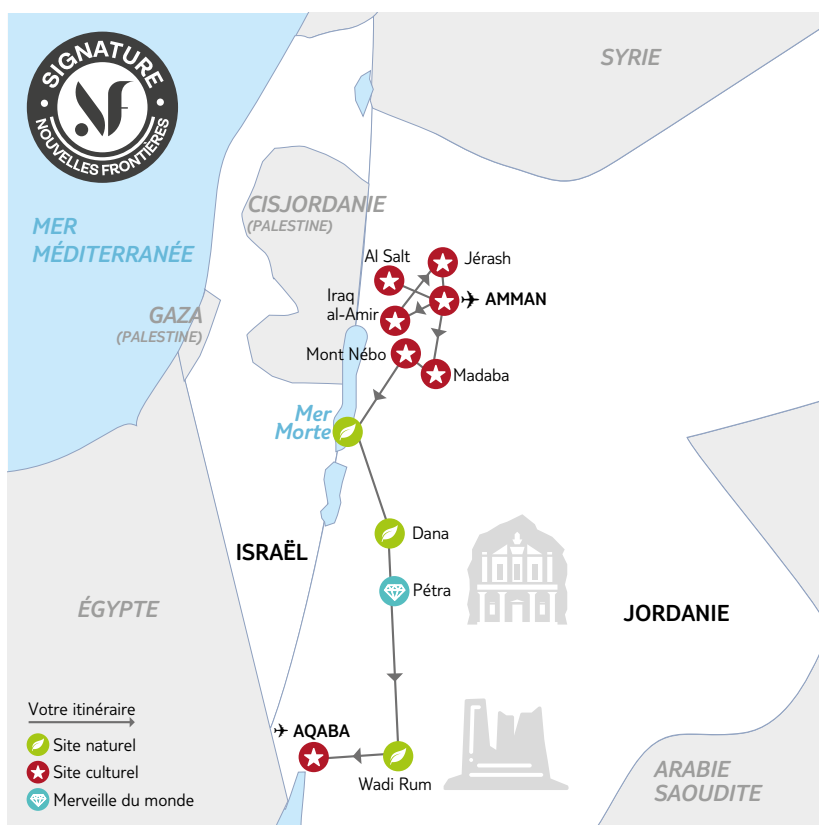 SIGNATURE
NF
NOUVELLES FRONTIÈRES
SYRIE
CISJORDANIE
(PALESTINE)
MER
MÉDITERRANÉE
Al Salt
Jérash
Iraq
al-Amir
AMMAN
GAZA
(PALESTINE)
Mont Nébo
Madaba
Mer
Morte
Dana
ISRAËL
Pétra
ÉGYPTE
JORDANIE
Votre itinéraire
AQABA
Site naturel
Site culturel
Wadi Rum
Merveille du monde
ARABIE
SAOUDITE